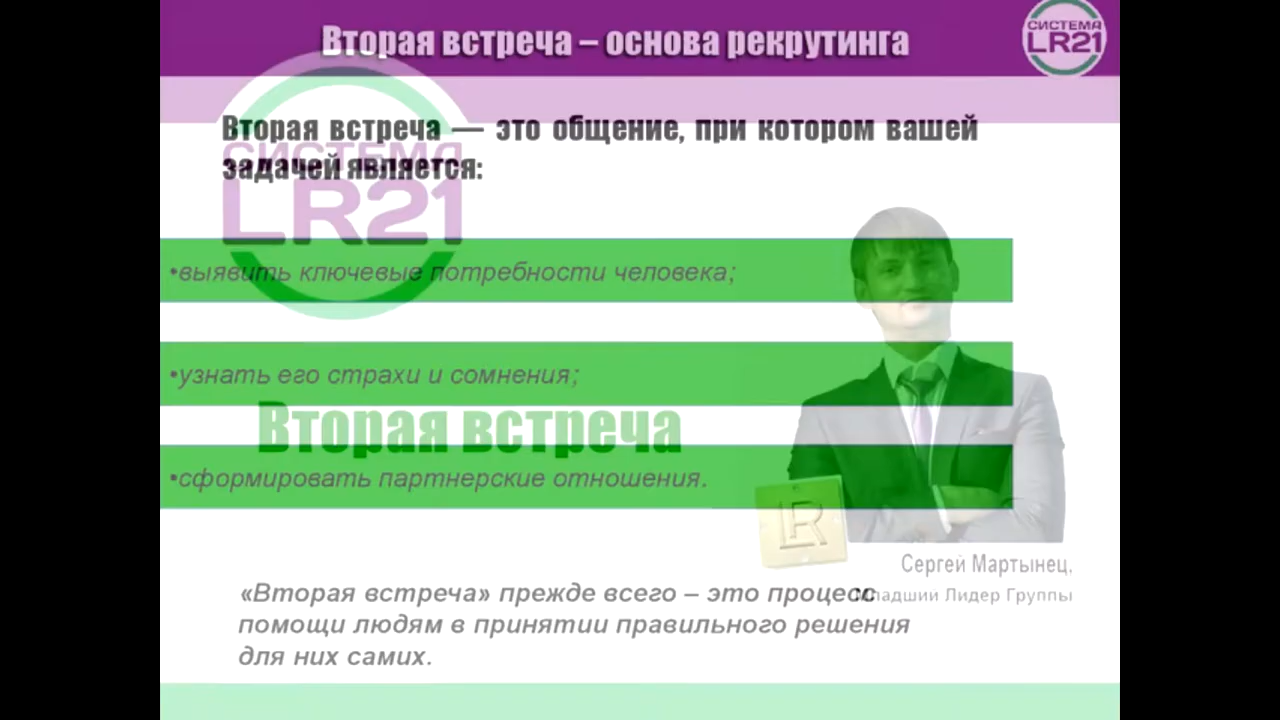 Вторая встреча – основа рекрутинга
СИСТЕМА
LR21
Вторая встреча — это общение, при котором вашей
задачей является:
СИСТЕМА
LR21
•выявить ключевые потребности человека;
•узнать его страхи и сомнения;
Вторая встреча
•сформировать партнерские отношения.
LR
Сергей Мартынец,
Младший Лидер Группы
«Вторая встреча» прежде всего – это процесс
помощи людям в принятии правильного решения
для них самих.